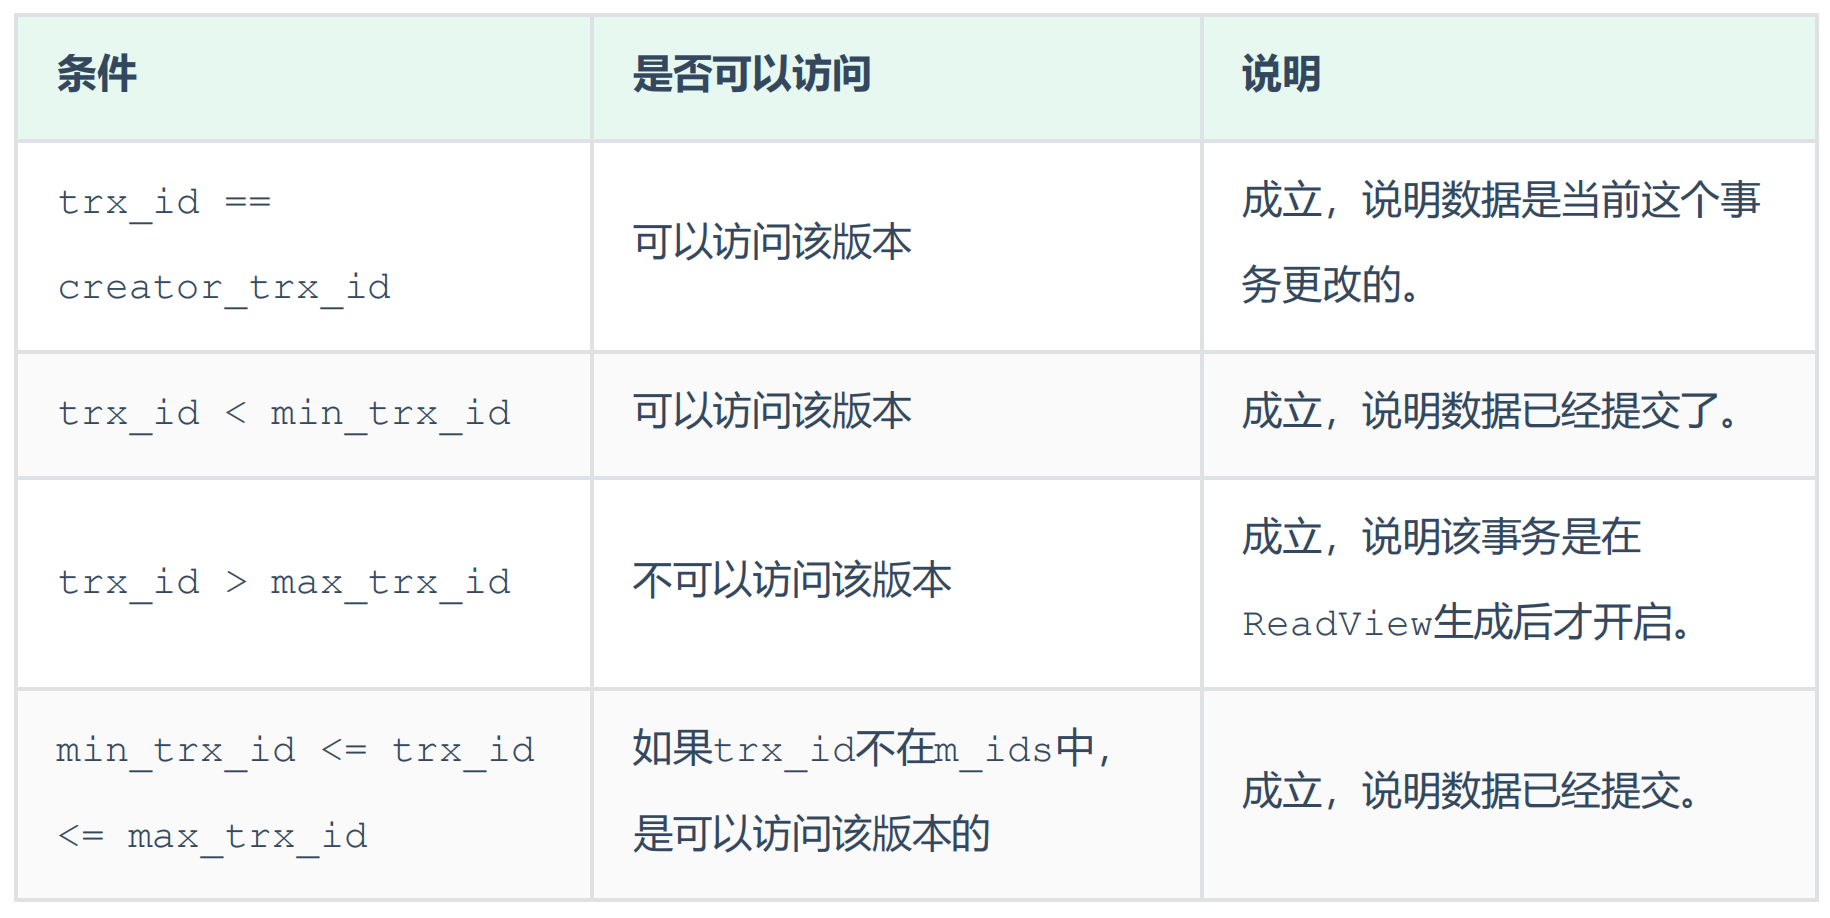 条件
是否可以访问
说明
trx_id ==
creator_trx_id
可以访问该版本
成立，说明数据是当前这个事
务更改的。
trx_id < min_trx_id
可以访问该版本
成立，说明数据已经提交了。
trx_id > max_trx_id
不可以访问该版本
成立，说明该事务是在
ReadView生成后才开启。
min_trx_id <= trx_id
<= max_trx_id
如果trx_id不在m_ids中，
是可以访问该版本的
成立，说明数据已经提交。